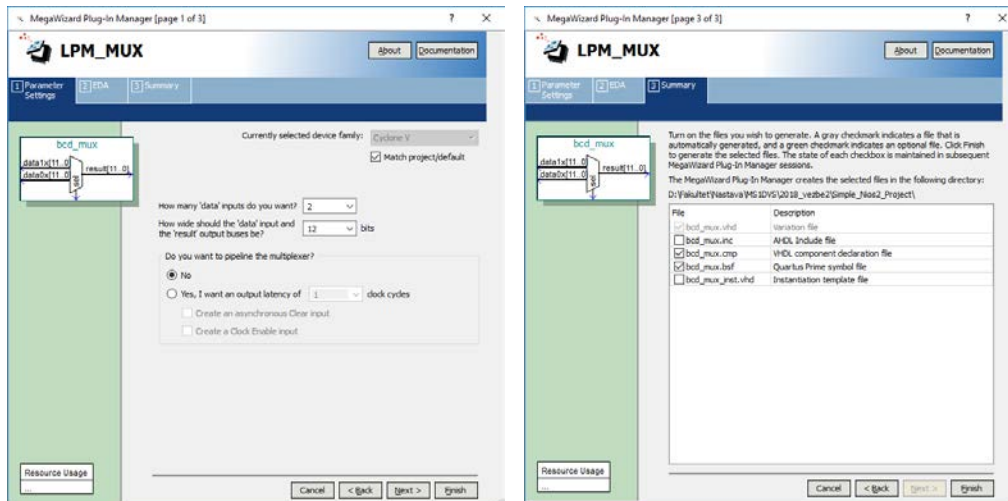 MegaWizard Plug-In Manager [page 1 of 3]
? X
LPM_MUX
About
Documentation
1 Parameter Settings
2 EDA
3 Summary
bcd_mux
data1x[11..0]
data0x[11..0]
result[11..0]
sel
Currently selected device family:
Cyclone V
Match project/default
How many 'data' inputs do you want?
2
How wide should the 'data' input and
the 'result' output buses be?
12
bits
Do you want to pipeline the multiplexer?
No
Yes, I want an output latency of
1
clock cycles
Create an asynchronous Clear input
Create a Clock Enable input
Resource Usage
...
Cancel
< Back
Next >
Finish
MegaWizard Plug-In Manager [page 3 of 3]
? X
LPM_MUX
About
Documentation
1 Parameter Settings
2 EDA
3 Summary
bcd_mux
data1x[11..0]
data0x[11..0]
result[11..0]
sel
Turn on the files you wish to generate. A gray checkmark indicates a file that is
automatically generated, and a green checkmark indicates an optional file. Click Finish
to generate the selected files. The state of each checkbox is maintained in subsequent
MegaWizard Plug-In Manager sessions.
The MegaWizard Plug-In Manager creates the selected files in the following directory:
D:\Fakultet\Nastava\MS1DVS\2018_vezbe2\Simple_Nios2_Project\
File Description
bcd_mux.vhd Variation file
bcd_mux.inc AHDL Include file
bcd_mux.cmp VHDL component declaration file
bcd_mux.bsf Quartus Prime symbol file
bcd_mux_inst.vhd Instantiation template file
Resource Usage
...
Cancel
< Back
Next >
Finish